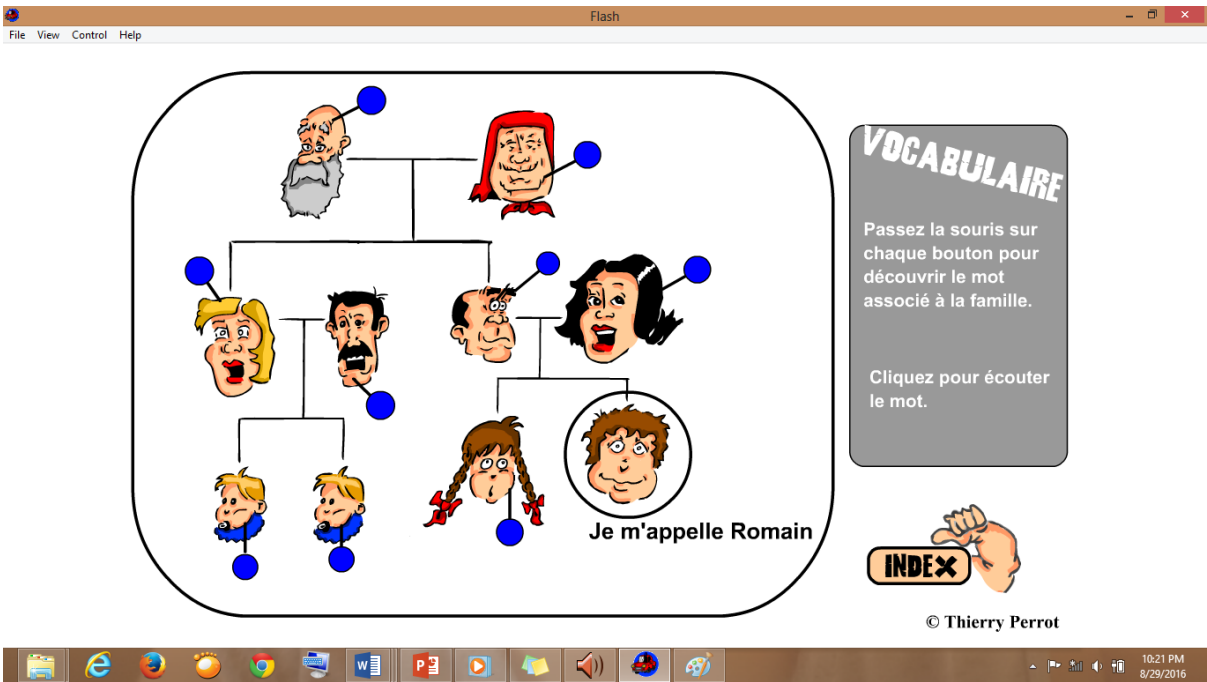 Flash
File View Control Help
VOCABULAIRE
Passez la souris sur
chaque bouton pour
découvrir le mot
associé à la famille.
Cliquez pour écouter
le mot.
Je m'appelle Romain
INDEX
© Thierry Perrot
10:21 PM
8/29/2016